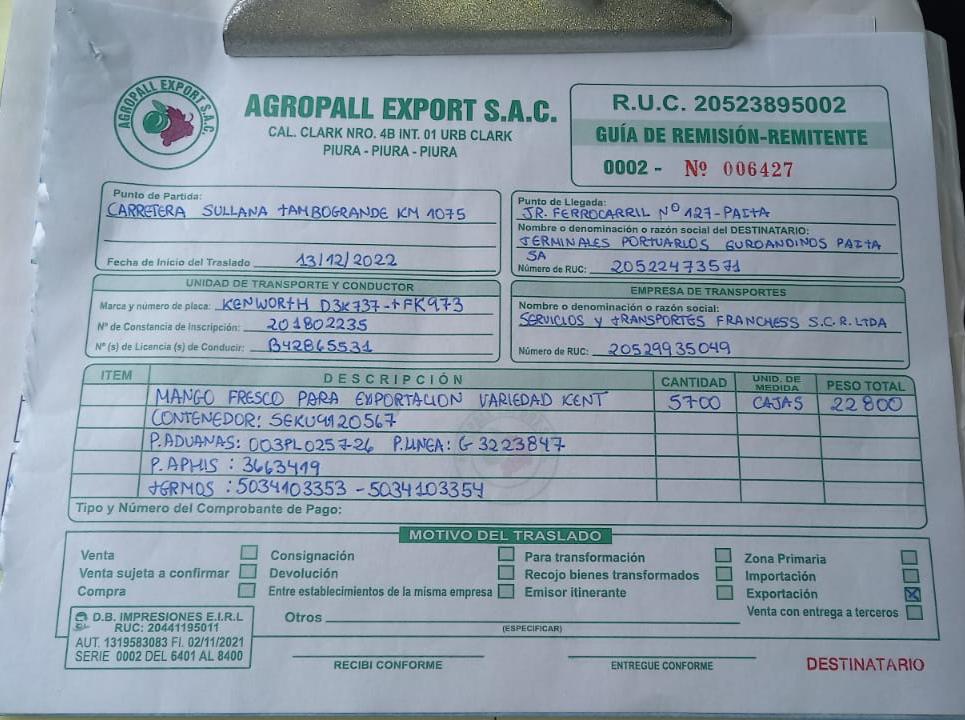 AGROPALL EXPORT S.A.C.
AGROPALL EXPORT S.A.C.
CAL. CLARK NRO. 4B INT. 01 URB CLARK
PIURA - PIURA - PIURA
R.U.C. 20523895002
GUÍA DE REMISIÓN-REMITENTE
0002 - Nº 006427
Punto de Partida:
CARRETERA SULLANA TAMBOGRANDE KM 1075
Fecha de Inicio del Traslado 13/12/2022
Punto de Llegada:
JR. FERROCARRIL Nº 127-PAITA
Nombre o denominación o razón social del DESTINATARIO:
TERMINALES PORTUARIOS EUROANDINOS PAITA
SA
Número de RUC: 20522473571
UNIDAD DE TRANSPORTE Y CONDUCTOR
Marca y número de placa: KENWORTH D3K737-TFK973
Nº de Constancia de Inscripción: 201802235
Nº (s) de Licencia (s) de Conducir: B42865531
EMPRESA DE TRANSPORTES
Nombre o denominación o razón social:
SERVICIOS Y TRANSPORTES FRANCHESS S.C.R.LTDA
Número de RUC: 20529935049
ITEM DESCRIPCIÓN CANTIDAD UNID. DE MEDIDA PESO TOTAL
MANGO FRESCO PARA EXPORTACION VARIEDAD KENT 5700 CAJAS 22800
CONTENEDOR: SEKU9120567
P.ADUANAS: 003PL025726 P.LINEA: G3223847
P. APHIS : 3663419
TERMOS : 5034103353 - 5034103354
Tipo y Número del Comprobante de Pago:
MOTIVO DEL TRASLADO
Venta Consignación Para transformación Zona Primaria
Venta sujeta a confirmar Devolución Recojo bienes transformados Importación
Compra Entre establecimientos de la misma empresa Emisor itinerante Exportación X
Venta con entrega a terceros
Otros
(ESPECIFICAR)
D.B. IMPRESIONES E.I.R.L
RUC: 20441195011
AUT. 1319583083 FI. 02/11/2021
SERIE 0002 DEL 6401 AL 8400
RECIBI CONFORME ENTREGUE CONFORME DESTINATARIO